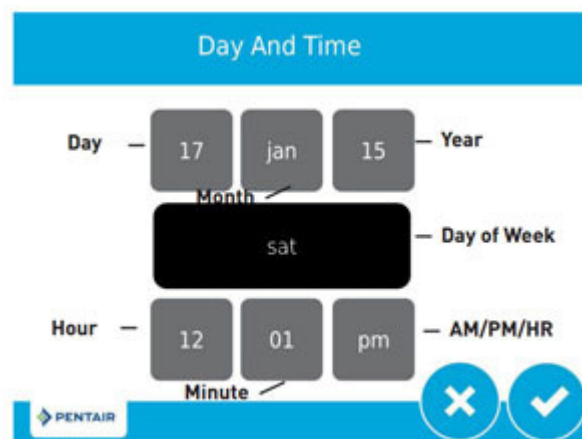 Day And Time
Day 17 jan 15 Year
Month
sat Day of Week
Hour 12 01 pm AM/PM/HR
Minute
PENTAIR